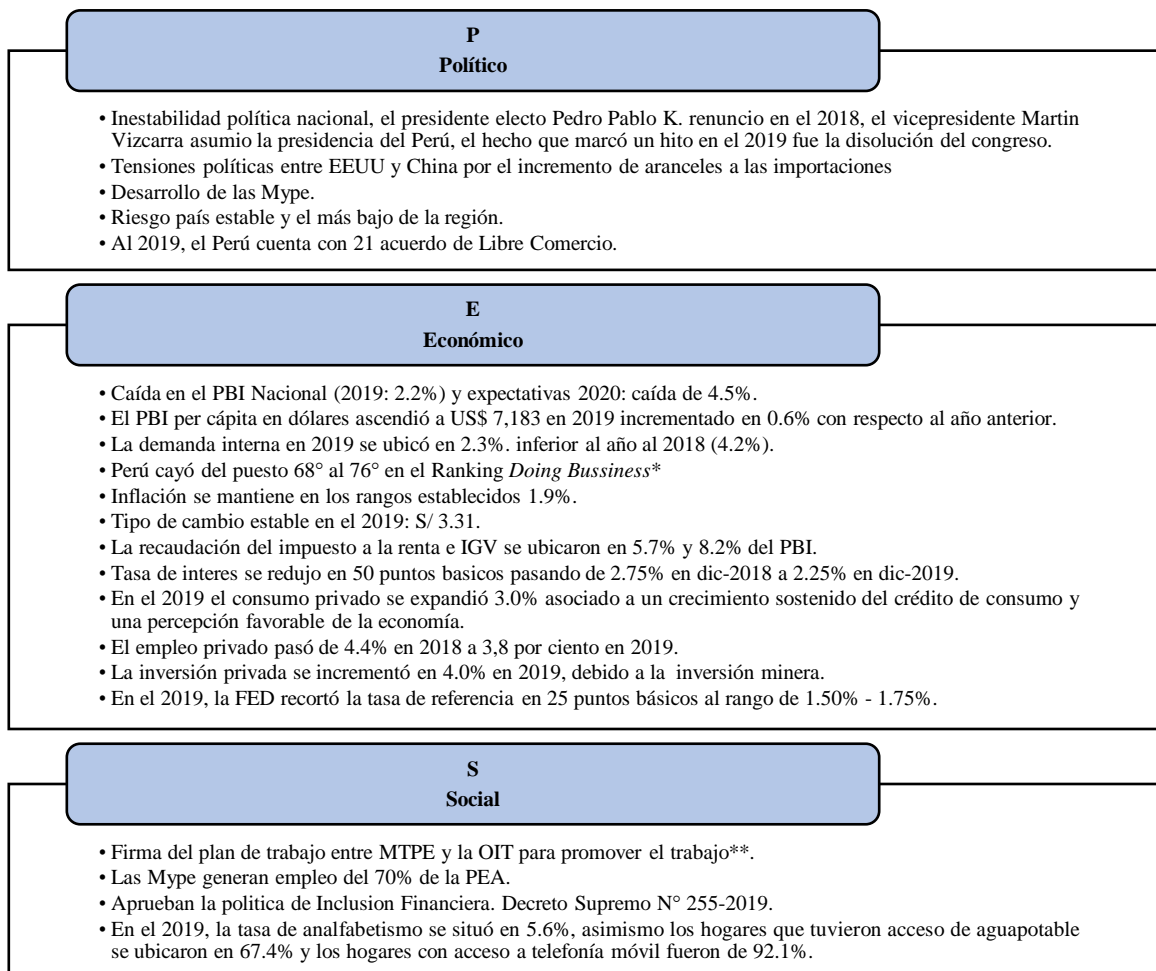 P
Político
• Inestabilidad política nacional, el presidente electo Pedro Pablo K. renuncio en el 2018, el vicepresidente Martin
Vizcarra asumio la presidencia del Perú, el hecho que marcó un hito en el 2019 fue la disolución del congreso.
• Tensiones políticas entre EEUU y China por el incremento de aranceles a las importaciones
• Desarrollo de las Mype.
• Riesgo país estable y el más bajo de la región.
• Al 2019, el Perú cuenta con 21 acuerdo de Libre Comercio.
E
Económico
• Caída en el PBI Nacional (2019: 2.2%) y expectativas 2020: caída de 4.5%.
• El PBI per cápita en dólares ascendió a US$ 7,183 en 2019 incrementado en 0.6% con respecto al año anterior.
• La demanda interna en 2019 se ubicó en 2.3%. inferior al año al 2018 (4.2%).
• Perú cayó del puesto 68° al 76° en el Ranking Doing Bussiness*
• Inflación se mantiene en los rangos establecidos 1.9%.
• Tipo de cambio estable en el 2019: S/ 3.31.
• La recaudación del impuesto a la renta e IGV se ubicaron en 5.7% y 8.2% del PBI.
• Tasa de interes se redujo en 50 puntos basicos pasando de 2.75% en dic-2018 a 2.25% en dic-2019.
• En el 2019 el consumo privado se expandió 3.0% asociado a un crecimiento sostenido del crédito de consumo y
una percepción favorable de la economía.
• El empleo privado pasó de 4.4% en 2018 a 3,8 por ciento en 2019.
• La inversión privada se incrementó en 4.0% en 2019, debido a la inversión minera.
• En el 2019, la FED recortó la tasa de referencia en 25 puntos básicos al rango de 1.50% - 1.75%.
S
Social
• Firma del plan de trabajo entre MTPE y la OIT para promover el trabajo**.
• Las Mype generan empleo del 70% de la PEA.
• Aprueban la politica de Inclusion Financiera. Decreto Supremo N° 255-2019.
• En el 2019, la tasa de analfabetismo se situó en 5.6%, asimismo los hogares que tuvieron acceso de aguapotable
se ubicaron en 67.4% y los hogares con acceso a telefonía móvil fueron de 92.1%.